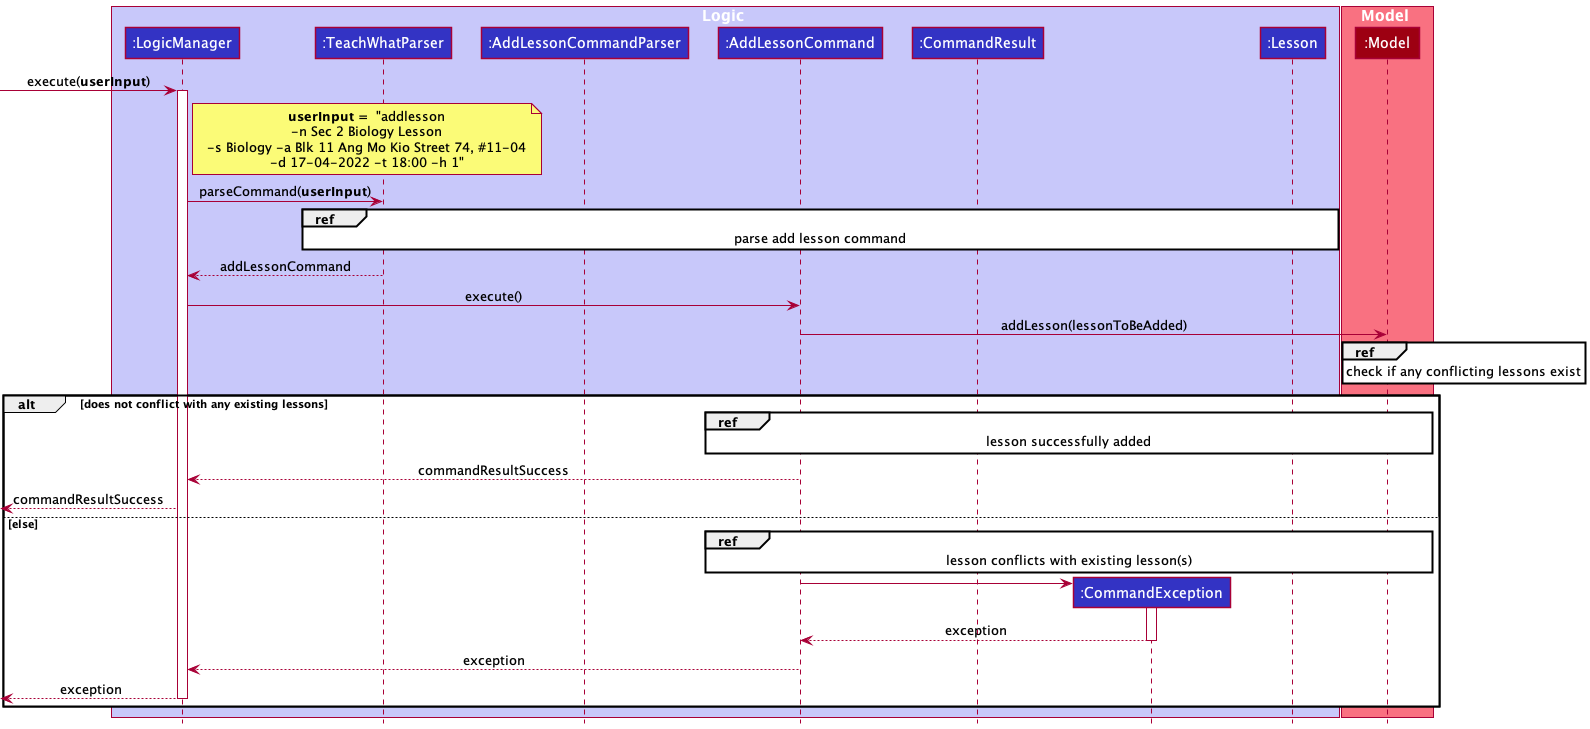 Logic
Model
:LogicManager
:TeachWhatParser
:AddLessonCommandParser
:AddLessonCommand
:CommandResult
:Lesson
:Model
execute(userInput)
userInput = "addlesson
-n Sec 2 Biology Lesson
-s Biology -a Blk 11 Ang Mo Kio Street 74, #11-04
-d 17-04-2022 -t 18:00 -h 1"
parseCommand(userInput)
ref
parse add lesson command
addLessonCommand
execute()
addLesson(lessonToBeAdded)
ref
check if any conflicting lessons exist
alt
[does not conflict with any existing lessons]
ref
lesson successfully added
commandResultSuccess
commandResultSuccess
[else]
ref
lesson conflicts with existing lesson(s)
:CommandException
exception
exception
exception